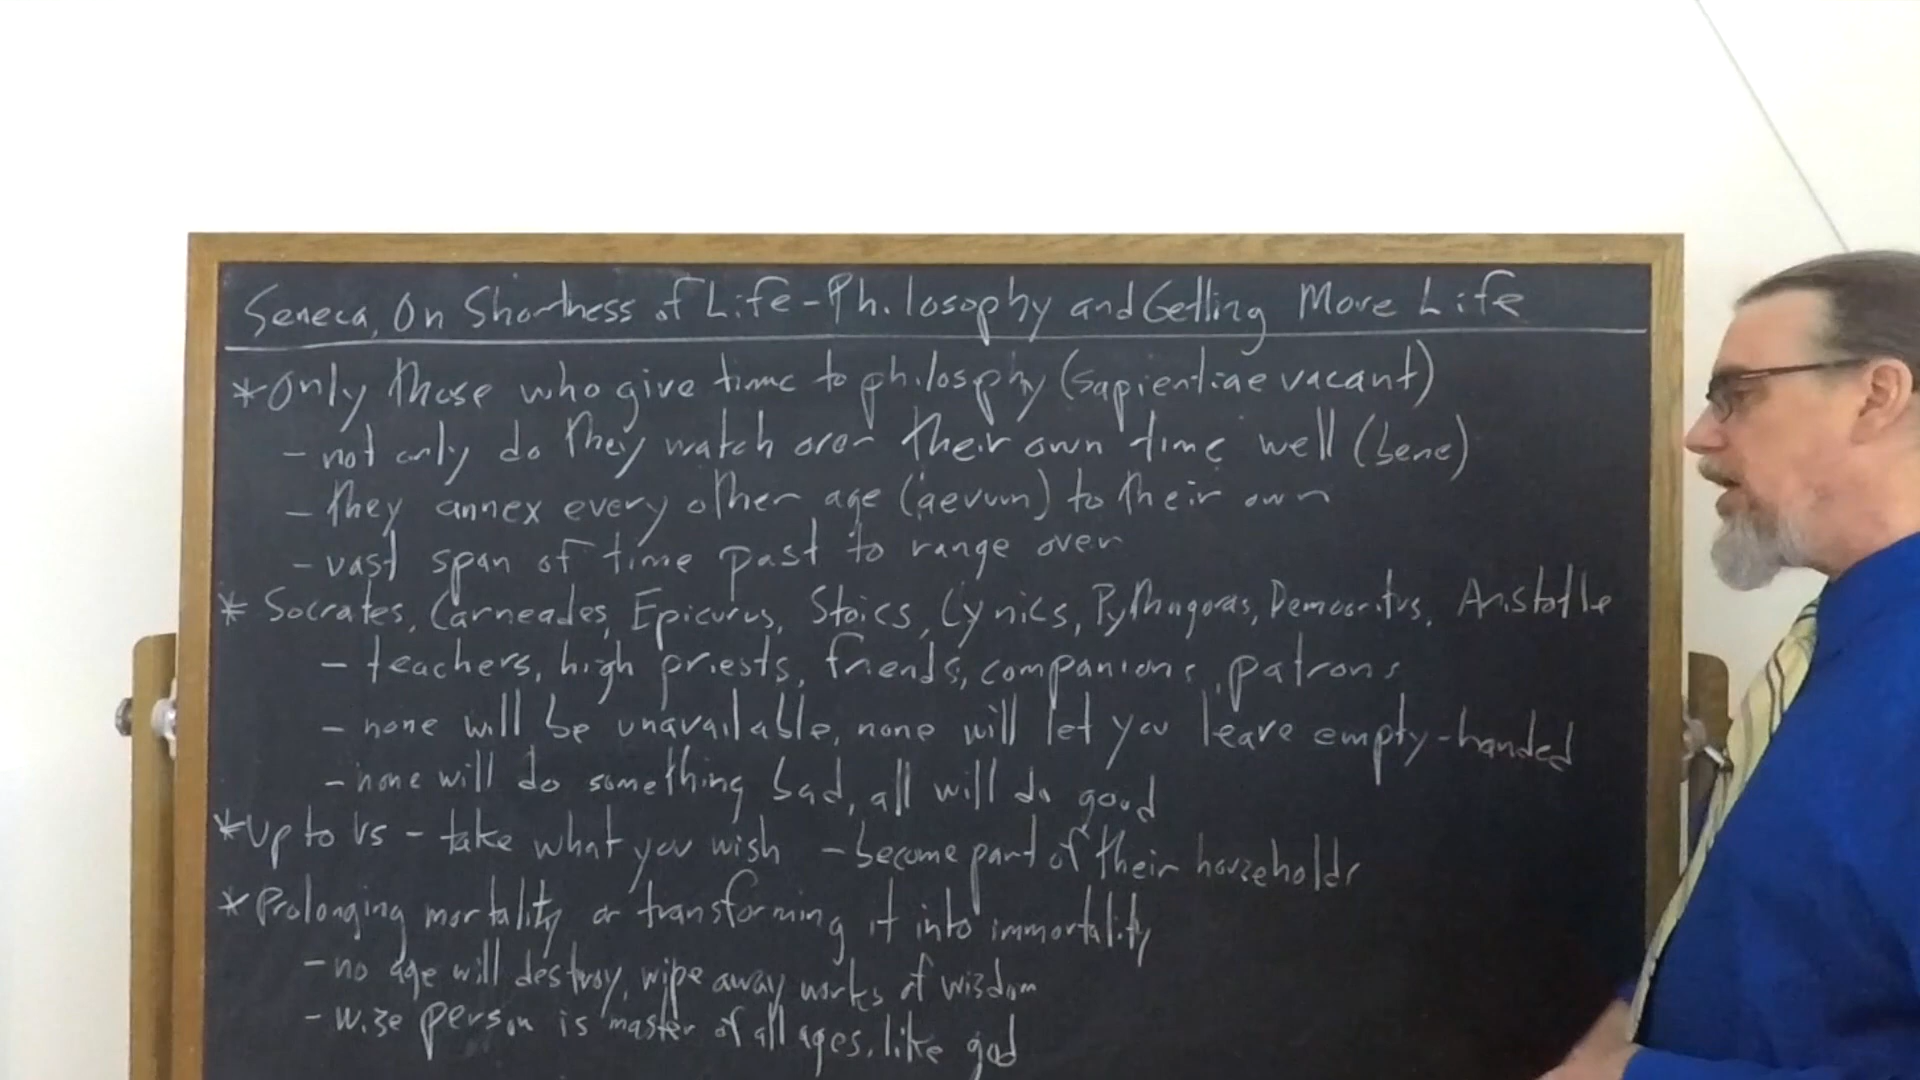 Seneca, On Shortness of Life - Philosophy and Getting More Life
* Only those who give time to philosphy (sapientiae vacant)
- not only do they watch over their own time well (bene)
- they annex every other age (aevum) to their own
- vast span of time past to range over
* Socrates, Carneades, Epicurus, Stoics, Cynics, Pythagoras, Democritus, Aristotle
- teachers, high priests, friends, companions, patrons
- none will be unavailable, none will let you leave empty-handed
- none will do something bad, all will do good
* Up to us - take what you wish - become part of their households
* Prolonging mortality or transforming it into immortality
- no age will destroy, wipe away works of wisdom
- wise person is master of all ages, like god